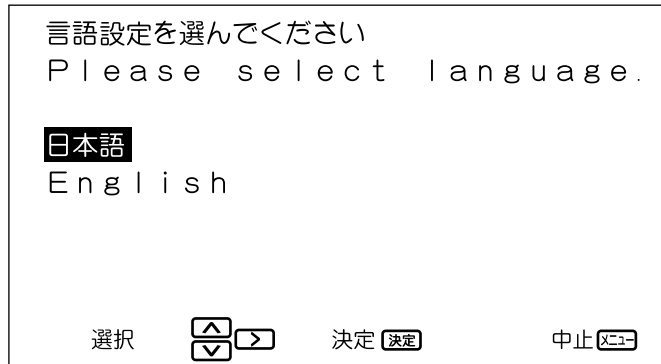 言語設定を選んでください
Please select language.
日本語
English
選択 決定 決定 中止 メニュー